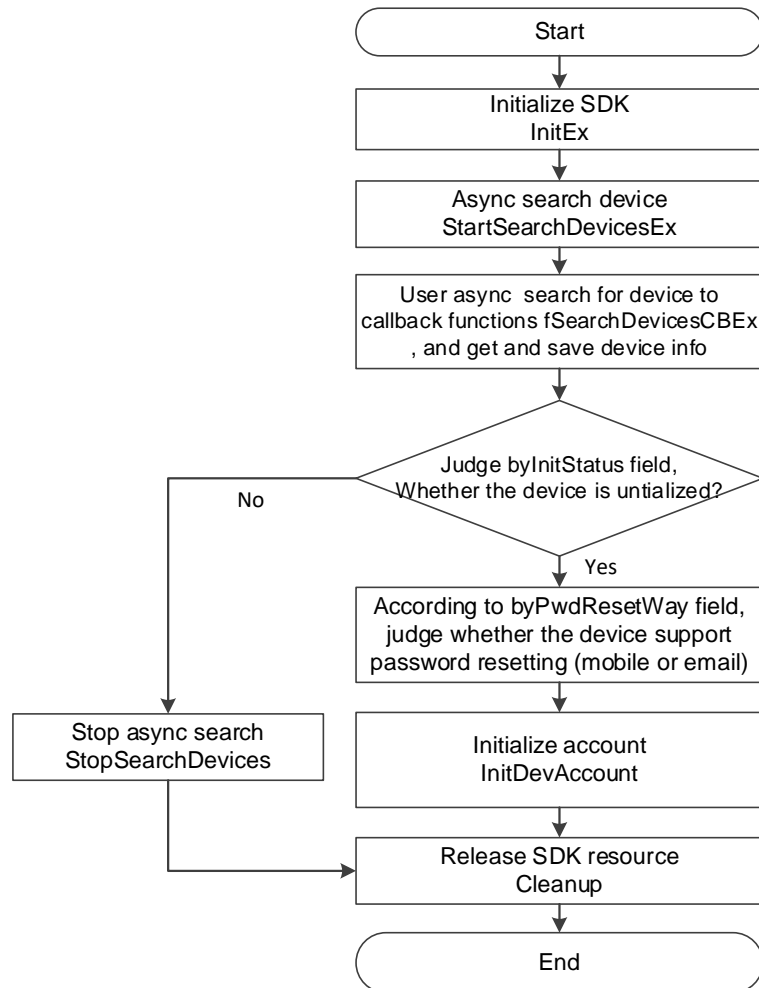 Start
Initialize SDK
InitEx
Async search device
StartSearchDevicesEx
User async  search for device to
callback functions fSearchDevicesCBEx
, and get and save device info
Judge byInitStatus field,
Whether the device is untialized?
No
Yes
According to byPwdResetWay field,
judge whether the device support
password resetting (mobile or email)
Stop async search
StopSearchDevices
Initialize account
InitDevAccount
Release SDK resource
Cleanup
End